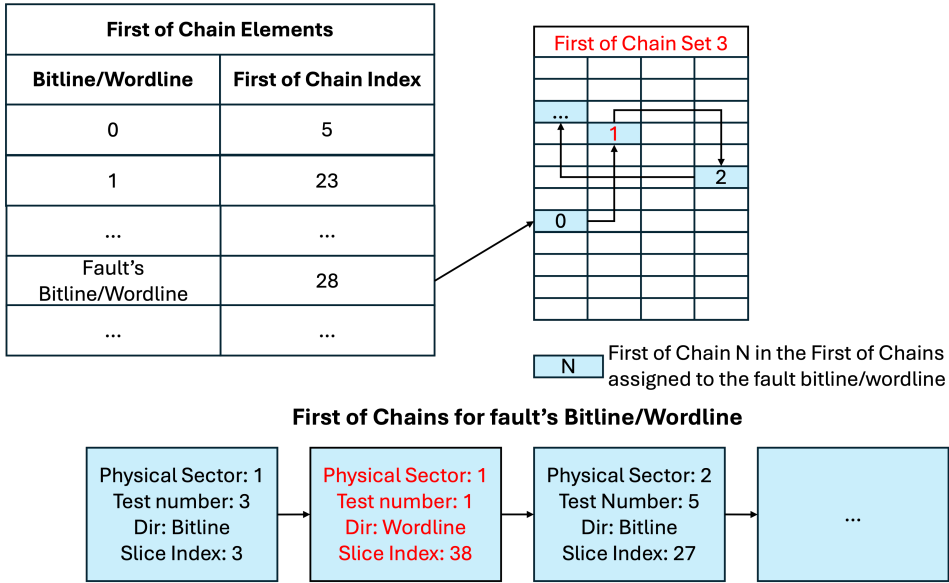 First of Chain Elements
Bitline/Wordline First of Chain Index
0 5
1 23
... ...
Fault's
Bitline/Wordline
28
... ...
First of Chain Set 3
...
1
2
0
N
First of Chain N in the First of Chains
assigned to the fault bitline/wordline
First of Chains for fault's Bitline/Wordline
Physical Sector: 1
Test number: 3
Dir: Bitline
Slice Index: 3
Physical Sector: 1
Test number: 1
Dir: Wordline
Slice Index: 38
Physical Sector: 2
Test Number: 5
Dir: Bitline
Slice Index: 27
...